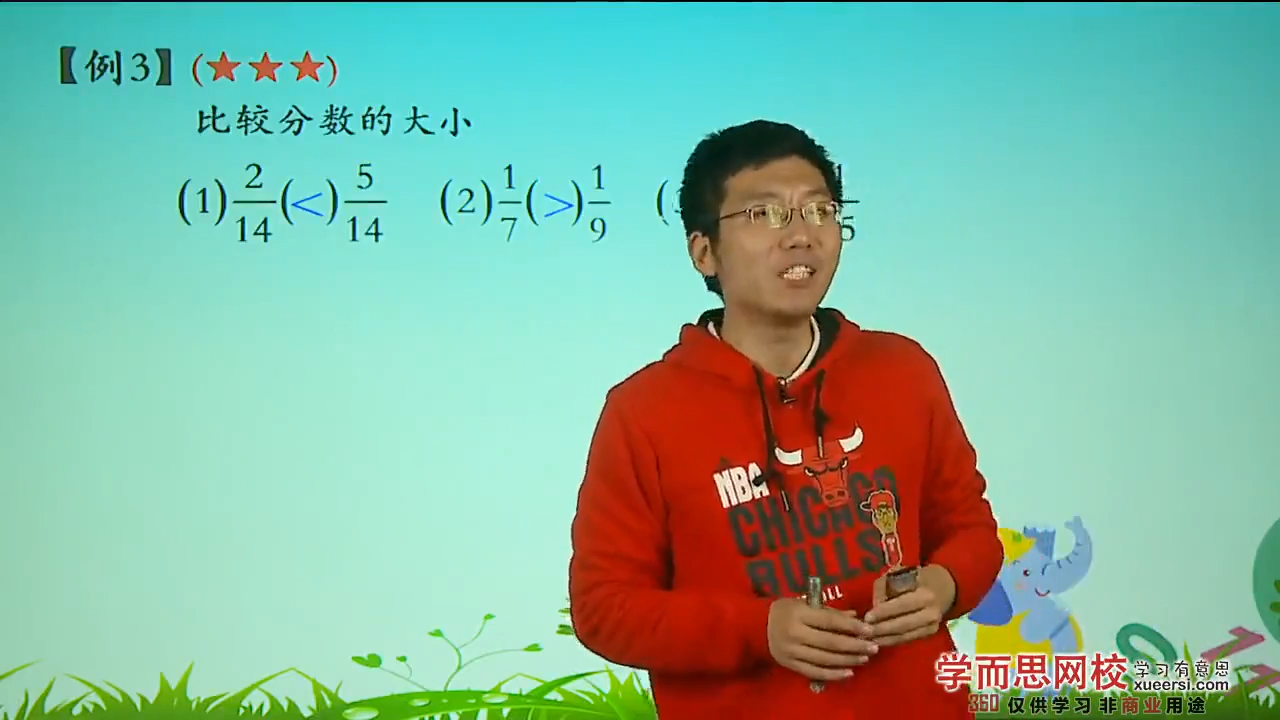 【例3】(★★★)
比较分数的大小
(1) 2/14 (<) 5/14 (2) 1/7 (>) 1/9 (
NBA
CHICAGO
BULLS
学而思网校 学习有意思
xueersi.com
360 仅供学习 非商业用途